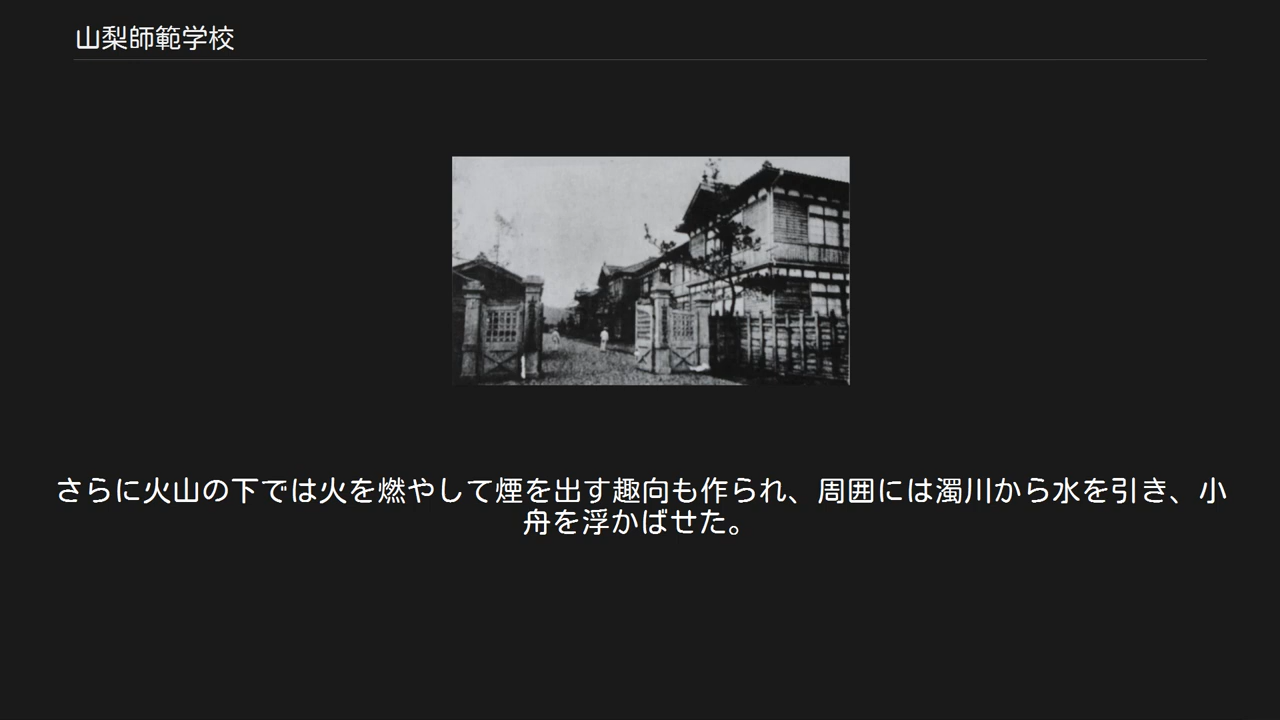 山梨師範学校
さらに火山の下では火を燃やして煙を出す趣向も作られ、周囲には濁川から水を引き、小
舟を浮かばせた。